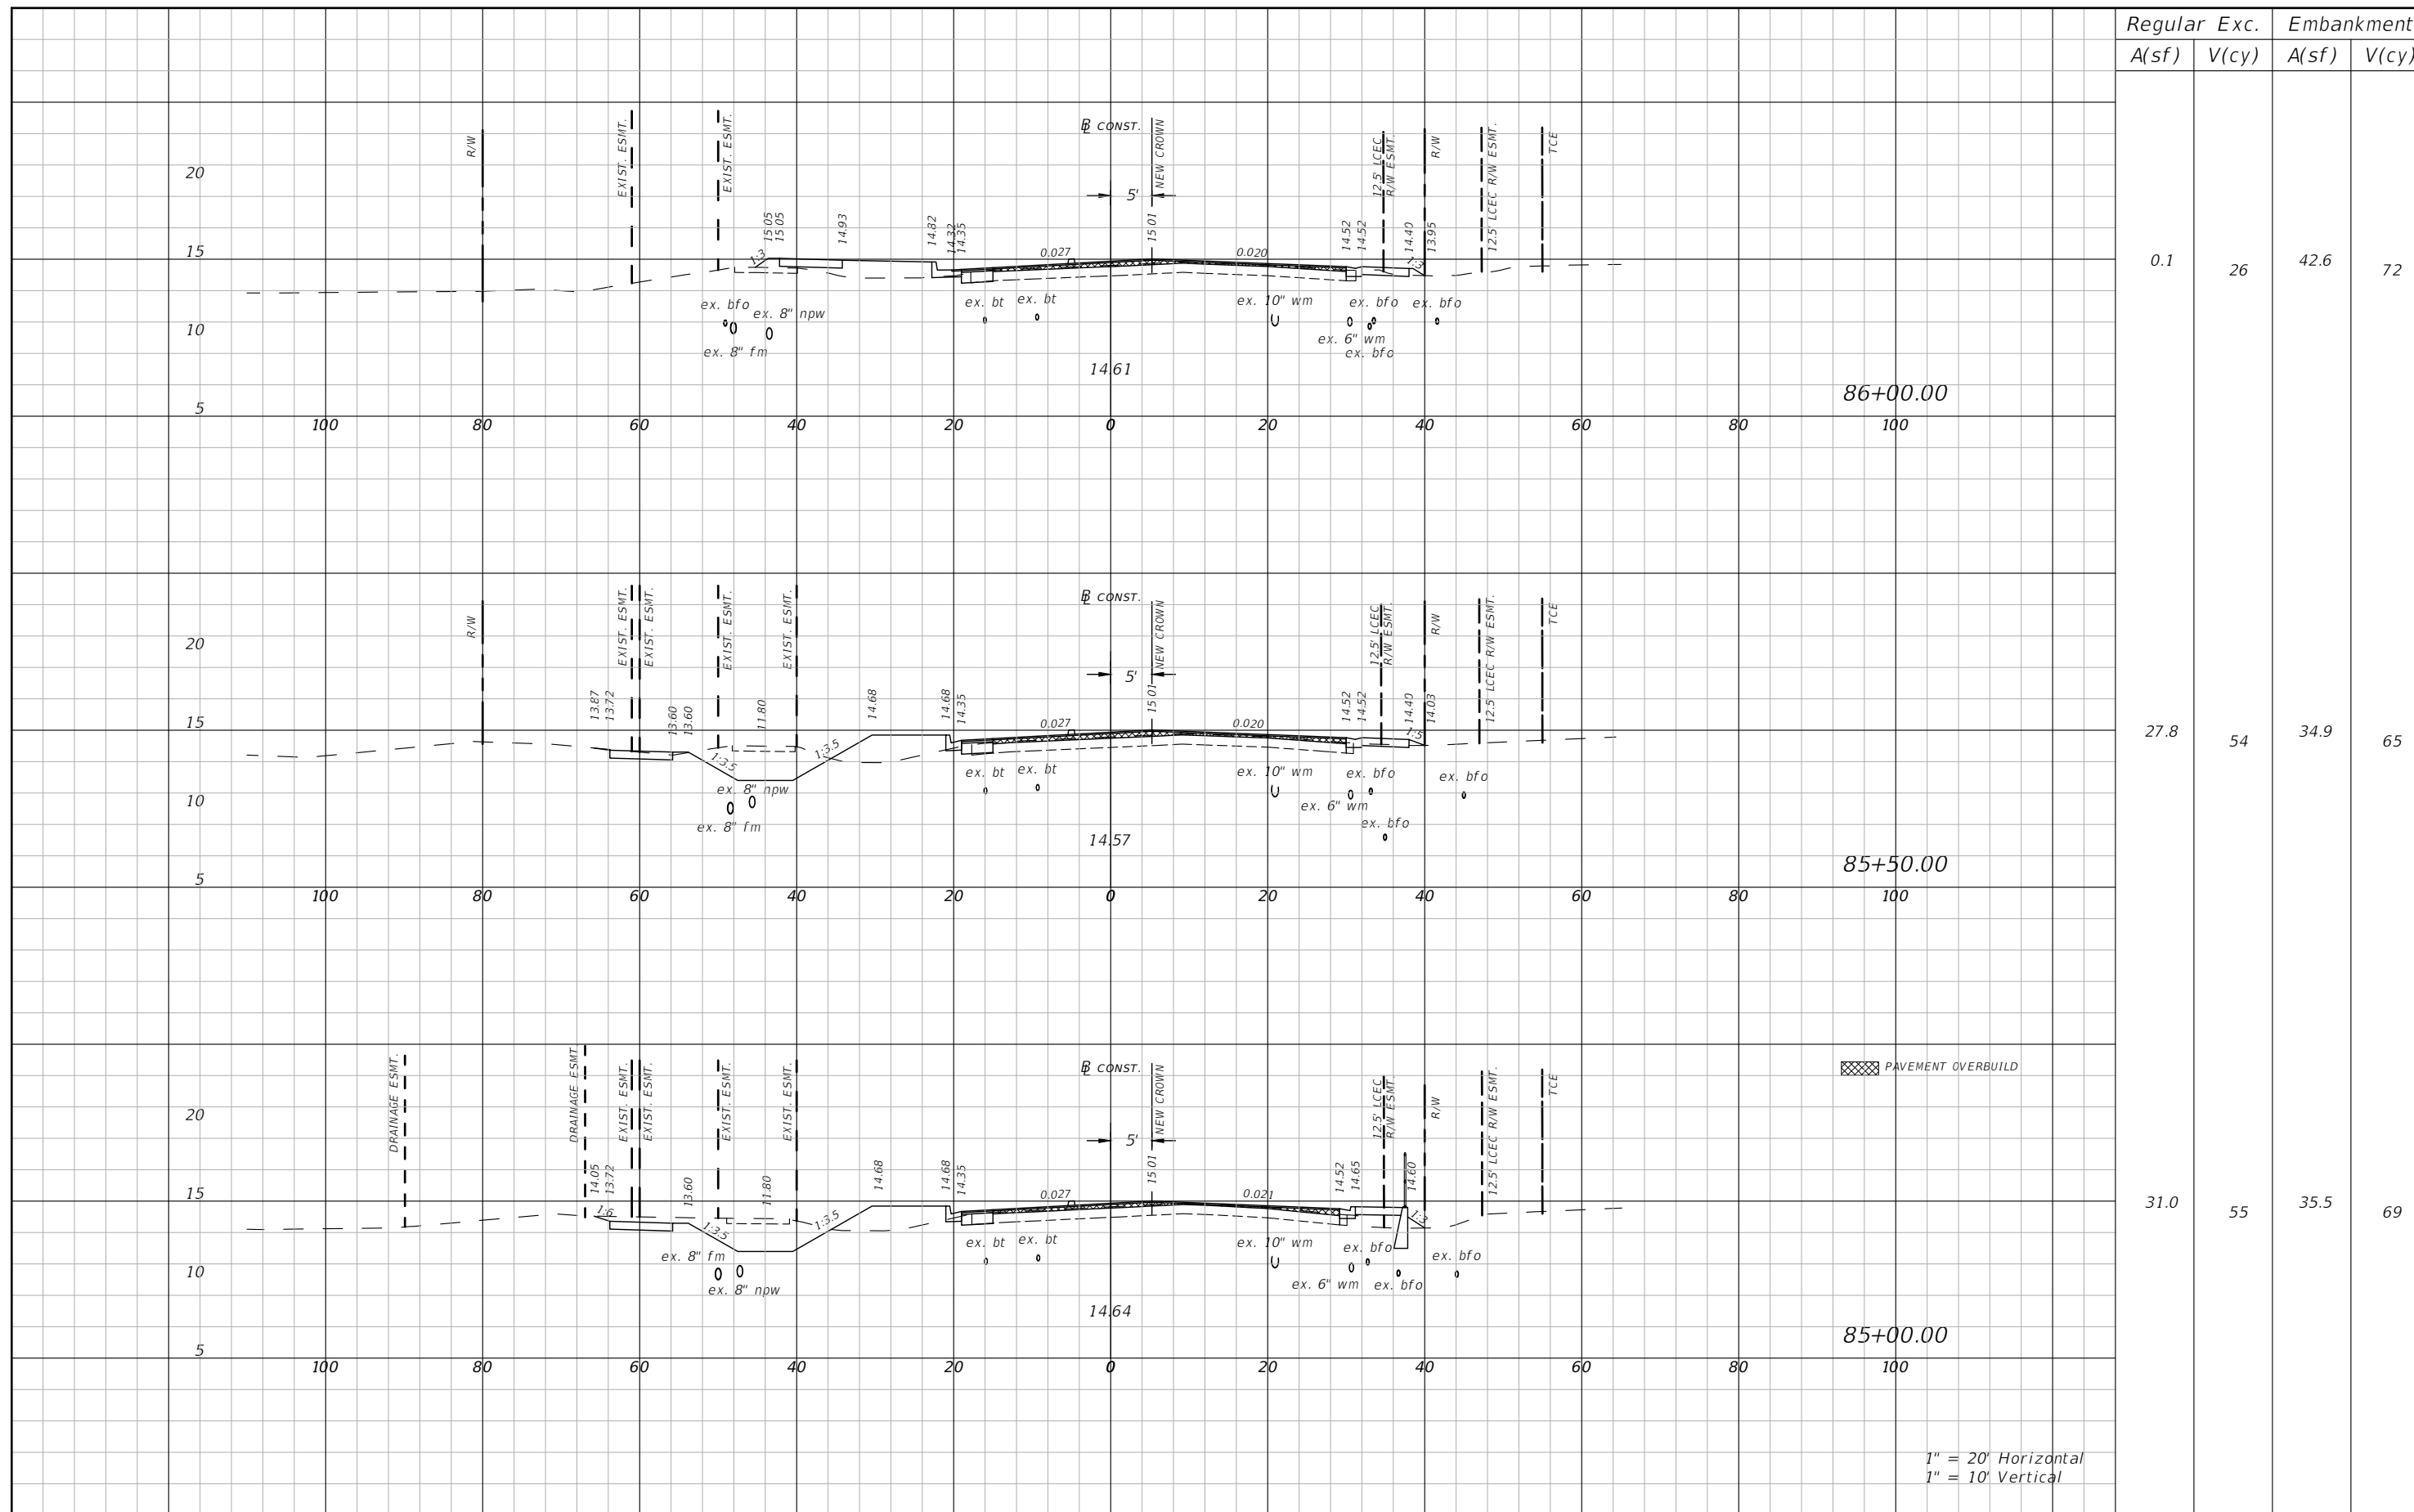 Regular Exc. Embankment
A(sf) V(cy) A(sf) V(cy)
R/W
EXIST. ESMT.
EXIST. ESMT.
BL CONST.
NEW CROWN
12.5' LCEC
R/W ESMT.
R/W
12.5' LCEC R/W ESMT.
TCE
20
5'
15.05
15.05
14.93
14.82
14.32
14.35
15.01
14.52
14.52
14.40
13.95
15
1:3
0.027
0.020
1:3
0.1 26 42.6 72
ex. bfo
ex. 8" npw
ex. bt
ex. bt
ex. 10" wm
ex. bfo
ex. bfo
10
ex. 8" fm
ex. 6" wm
ex. bfo
14.61
86+00.00
5
100 80 60 40 20 0 20 40 60 80 100
R/W
EXIST. ESMT.
EXIST. ESMT.
EXIST. ESMT.
EXIST. ESMT.
BL CONST.
NEW CROWN
12.5' LCEC
R/W ESMT.
R/W
12.5' LCEC R/W ESMT.
TCE
20
5'
13.87
13.72
13.60
13.60
11.80
14.68
14.68
14.35
15.01
14.52
14.52
14.40
14.03
15
1:3.5
1:3.5
0.027
0.020
1:5
27.8 54 34.9 65
ex. bt
ex. bt
ex. 10" wm
ex. bfo
ex. bfo
ex. 8" npw
10
ex. 6" wm
ex. 8" fm
ex. bfo
14.57
85+50.00
5
100 80 60 40 20 0 20 40 60 80 100
DRAINAGE ESMT.
DRAINAGE ESMT.
EXIST. ESMT.
EXIST. ESMT.
EXIST. ESMT.
EXIST. ESMT.
BL CONST.
NEW CROWN
12.5' LCEC
R/W ESMT.
R/W
12.5' LCEC R/W ESMT.
TCE
PAVEMENT OVERBUILD
20
5'
14.05
13.72
13.60
11.80
14.68
14.68
14.35
15.01
14.52
14.65
14.60
15
1:6
1:3.5
1:3.5
0.027
0.021
1:3
31.0 55 35.5 69
ex. 8" fm
ex. bt
ex. bt
ex. 10" wm
ex. bfo
ex. bfo
10
ex. 8" npw
ex. 6" wm
ex. bfo
14.64
85+00.00
5
100 80 60 40 20 0 20 40 60 80 100
1" = 20' Horizontal
1" = 10' Vertical